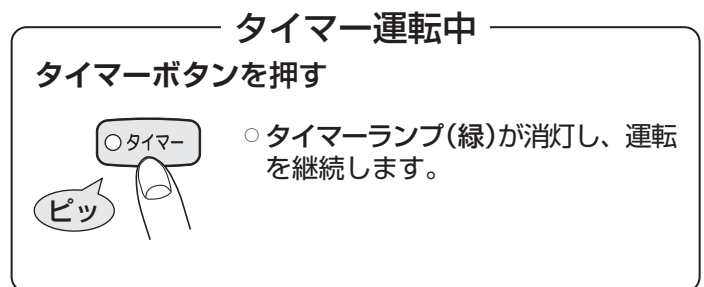 タイマー運転中
タイマーボタンを押す
○ タイマー
○ タイマーランプ(緑)が消灯し、運転
を継続します。
ピッ